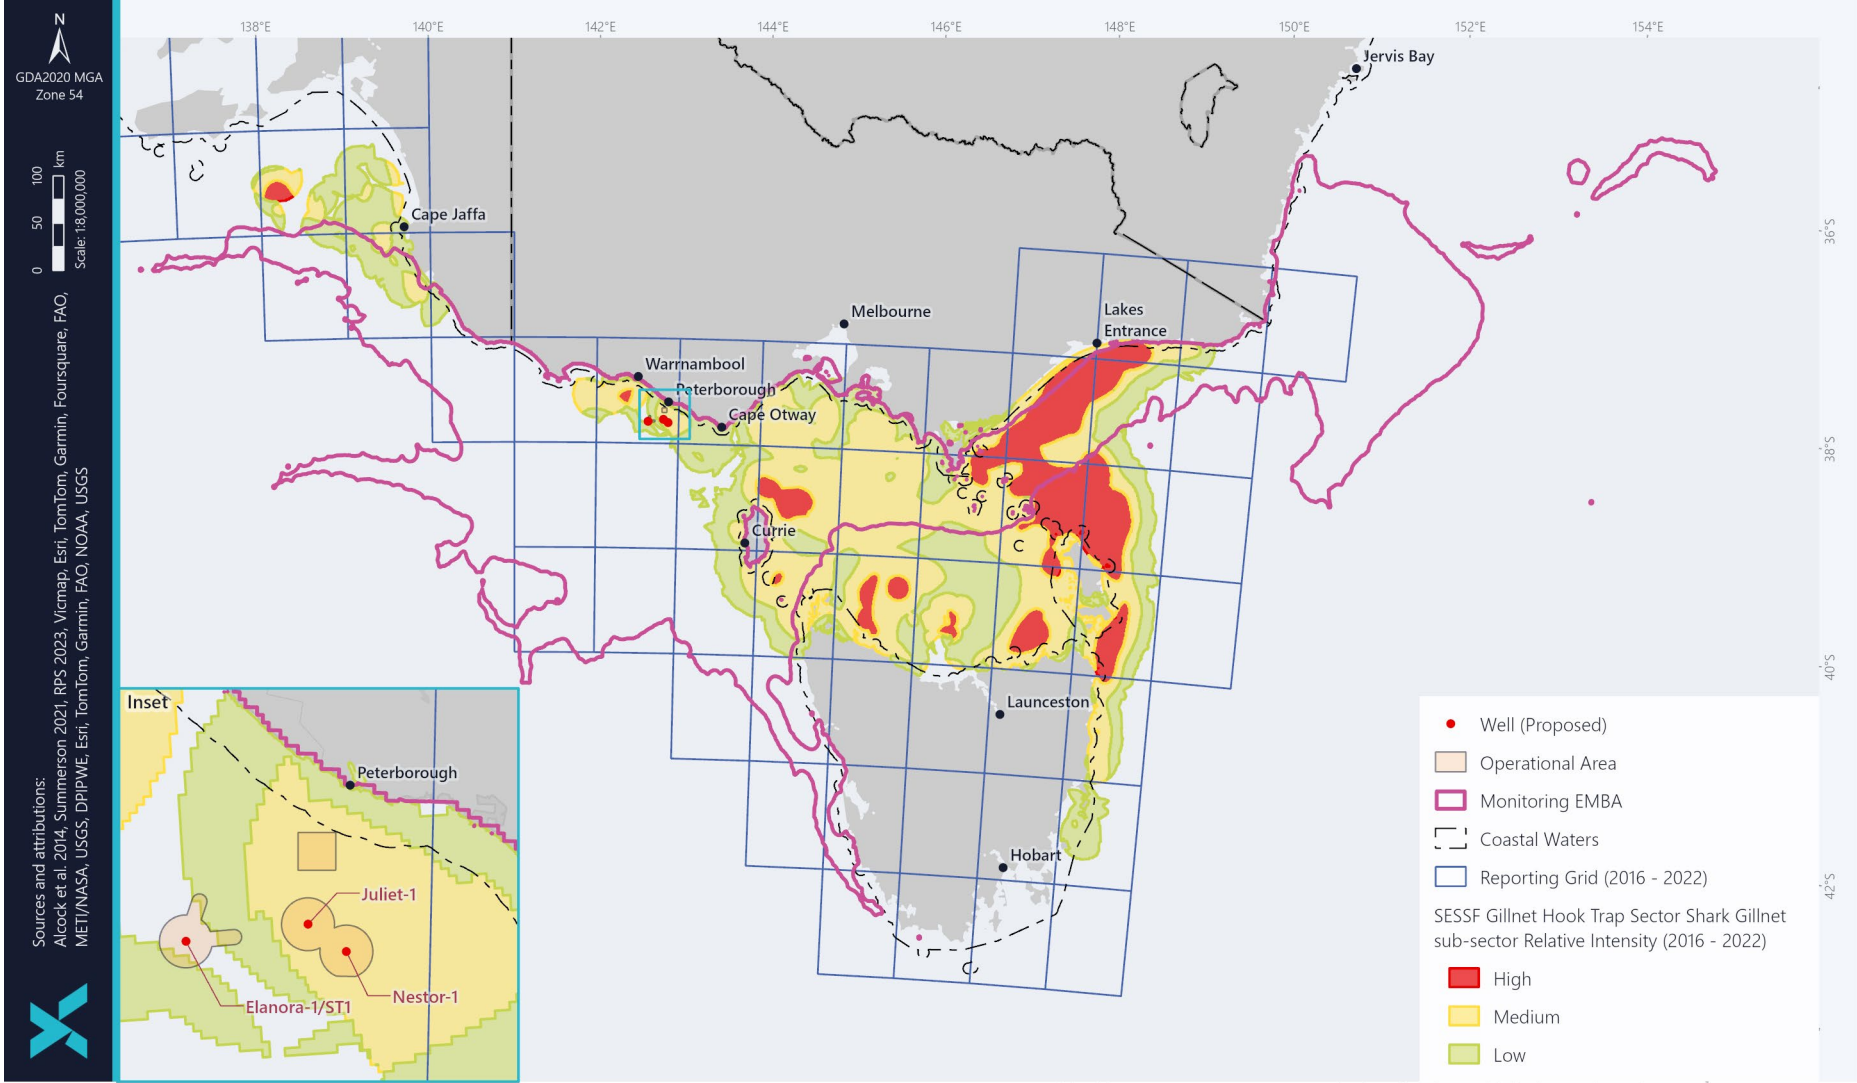 N
GDA2020 MGA
Zone 54
0 50 100 km
Scale: 1:8,000,000
Sources and attributions:
Alcock et al. 2014, Summerson 2021, RPS 2023, Vicmap, Esri, TomTom, Garmin, Foursquare, FAO,
METI/NASA, USGS, DPIPWE, Esri, TomTom, Garmin, FAO, NOAA, USGS
138°E 140°E 142°E 144°E 146°E 148°E 150°E 152°E 154°E
36°S
38°S
40°S
42°S
Jervis Bay
Cape Jaffa
Melbourne
Lakes
Entrance
Warrnambool
Peterborough
Cape Otway
Currie
Launceston
Hobart
Inset
Peterborough
Juliet-1
Nestor-1
Elanora-1/ST1
Well (Proposed)
Operational Area
Monitoring EMBA
Coastal Waters
Reporting Grid (2016 - 2022)
SESSF Gillnet Hook Trap Sector Shark Gillnet
sub-sector Relative Intensity (2016 - 2022)
High
Medium
Low